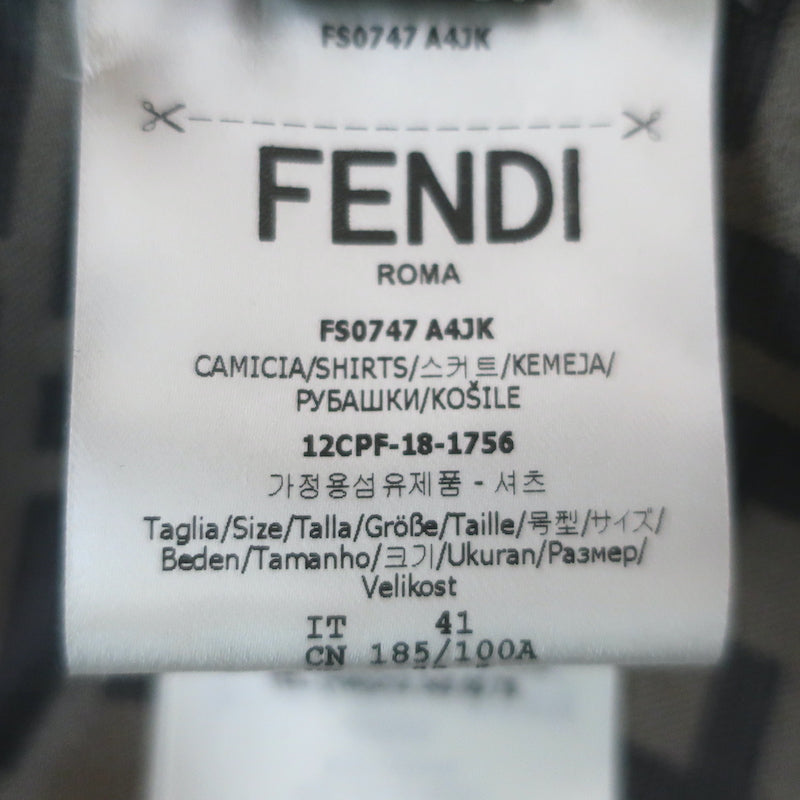 FS0747 A4JK
FENDI
ROMA
FS0747 A4JK
CAMICIA/SHIRTS/스커트/KEMEJA/
РУБАШКИ/KOŠILE
12CPF-18-1756
가정용섬유제품 - 셔츠
Taglia/Size/Talla/Größe/Taille/号型/サイズ/
Beden/Tamanho/크기/Ukuran/Размер/
Velikost
IT 41
CN 185/100A